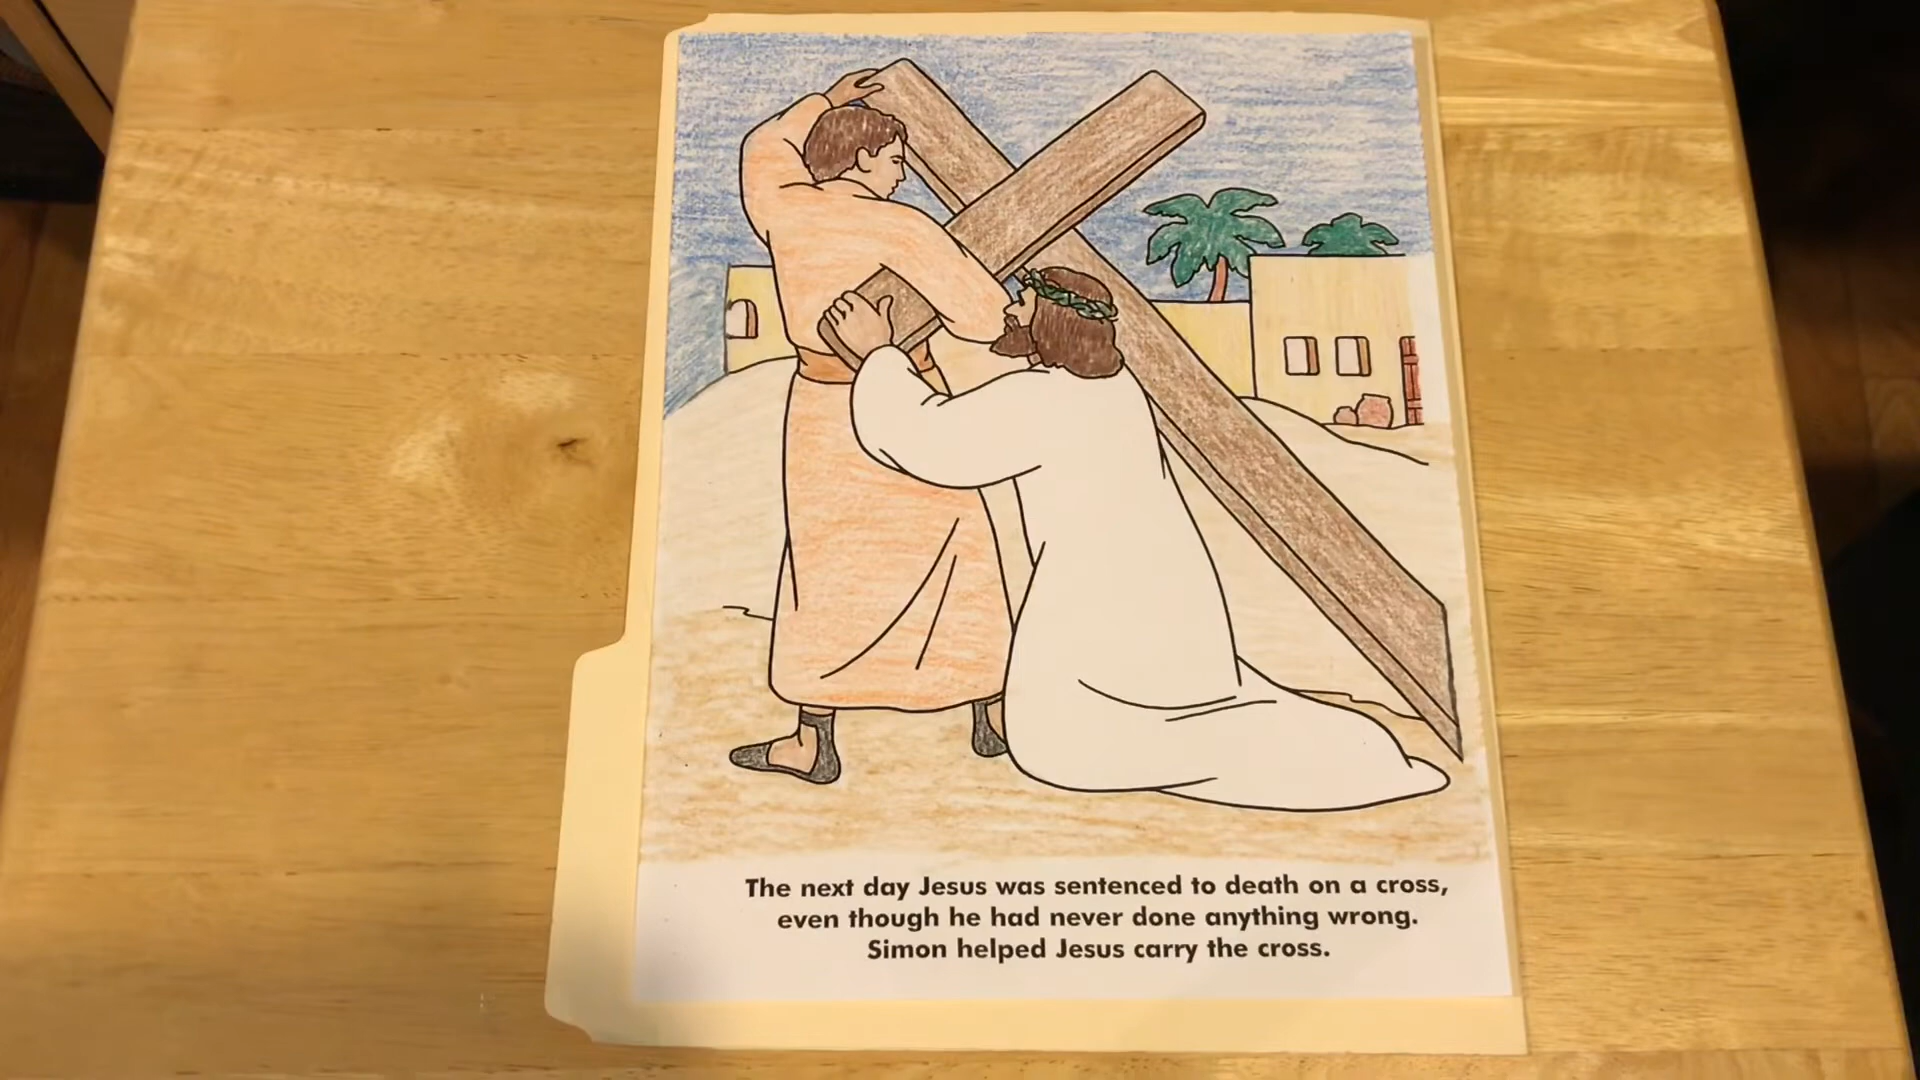 The next day Jesus was sentenced to death on a cross,
even though he had never done anything wrong.
Simon helped Jesus carry the cross.